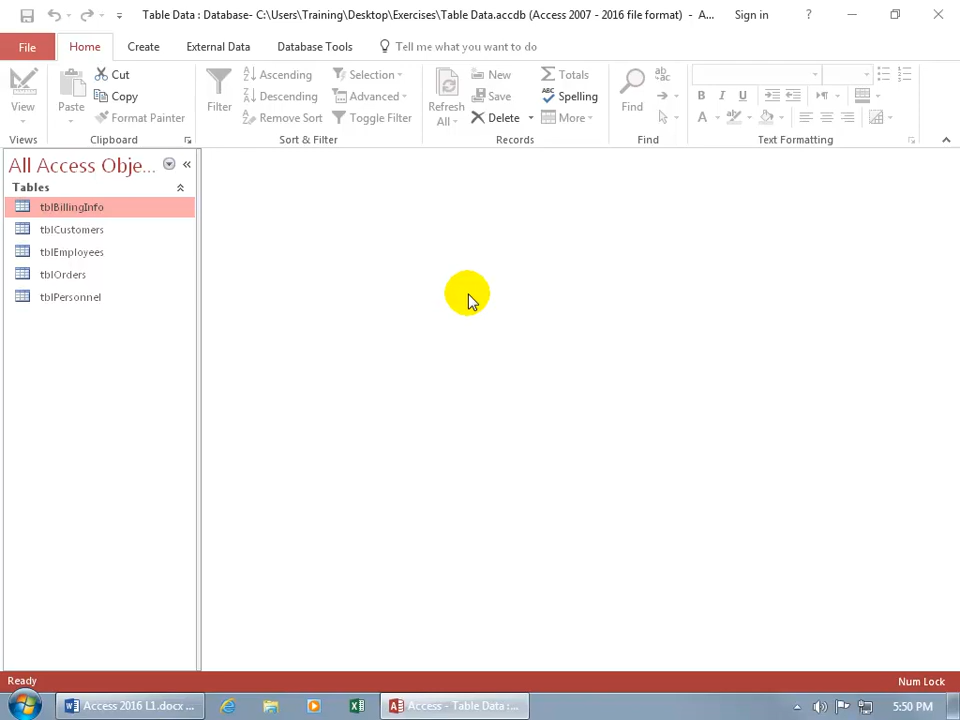 Table Data : Database- C:\Users\Training\Desktop\Exercises\Table Data.accdb (Access 2007 - 2016 file format) - A... Sign in ?
File Home Create External Data Database Tools Tell me what you want to do
View
Views
Paste
Cut
Copy
Format Painter
Clipboard
Filter
Ascending
Descending
Remove Sort
Selection
Advanced
Toggle Filter
Sort & Filter
Refresh
All
New
Save
Delete
Totals
Spelling
More
Records
Find
Find
B I U
A
Text Formatting
All Access Obje...
Tables
tblBillingInfo
tblCustomers
tblEmployees
tblOrders
tblPersonnel
Ready Num Lock
Access 2016 L1.docx ... Access - Table Data :... 5:50 PM